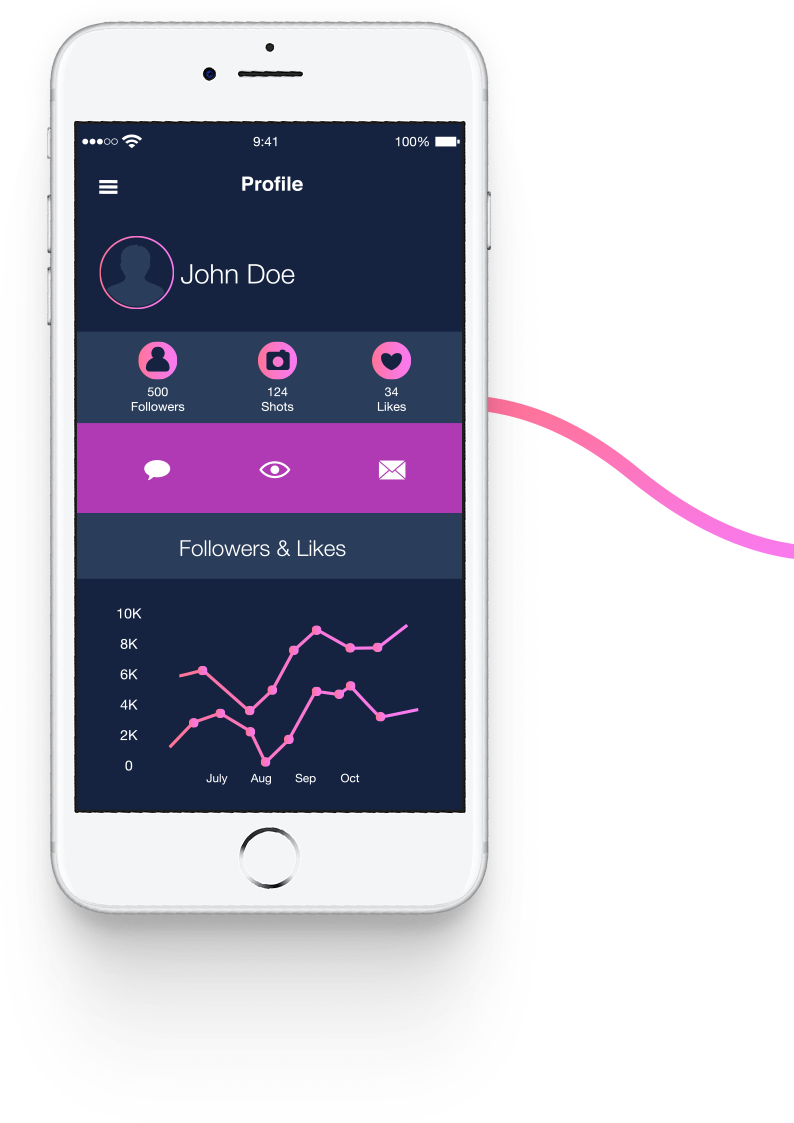 9:41
100%
Profile
John Doe
500
Followers
124
Shots
34
Likes
Followers & Likes
10K
8K
6K
4K
2K
0
July Aug Sep Oct